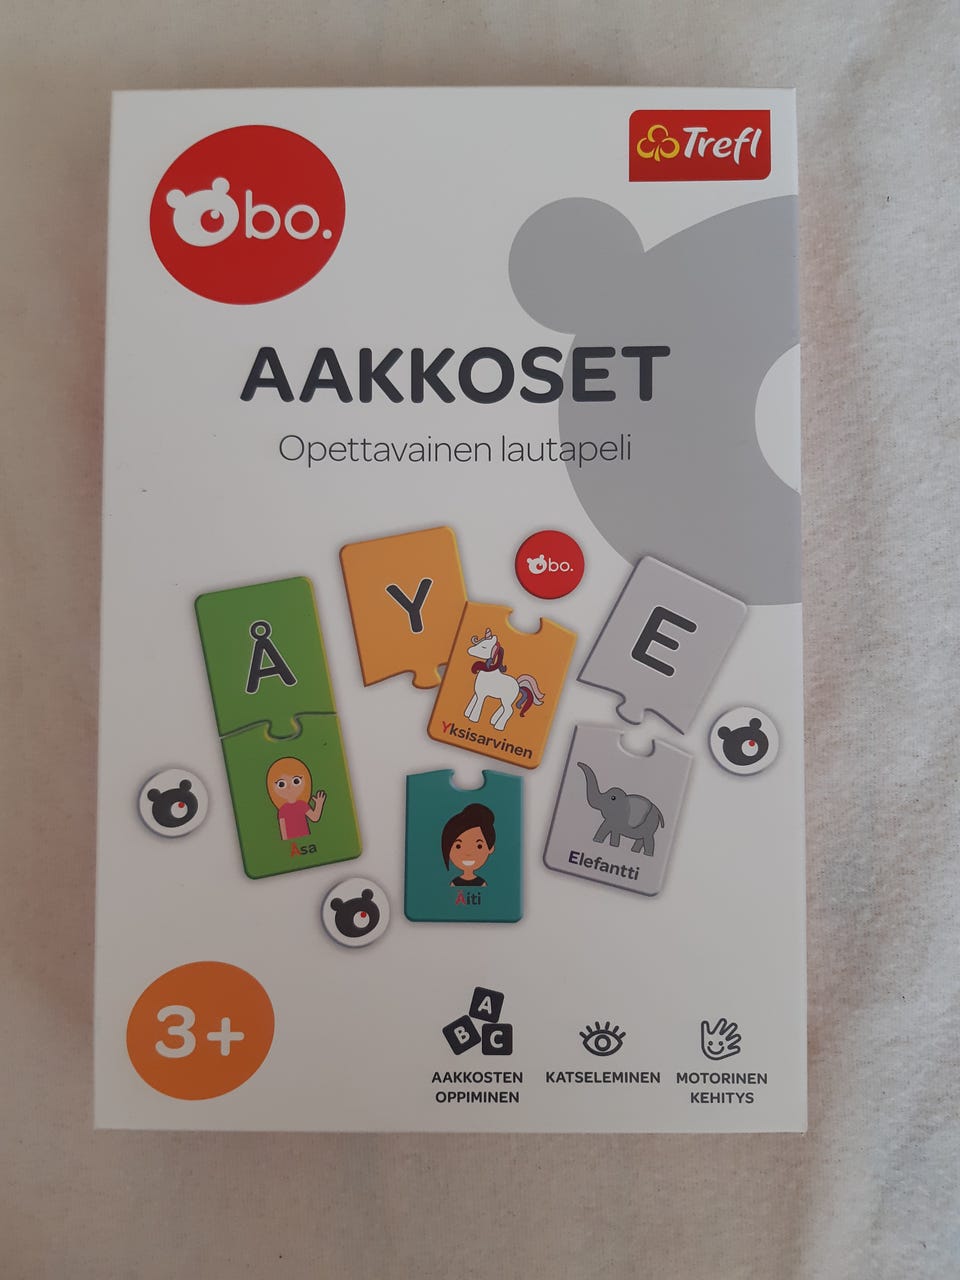 bo.
Trefl
AAKKOSET
Opettavainen lautapeli
Å
Y
bo.
E
Yksisarvinen
Åsa
Äiti
Elefantti
3+
A
B C
AAKKOSTEN
OPPIMINEN
KATSELEMINEN
MOTORINEN
KEHITYS